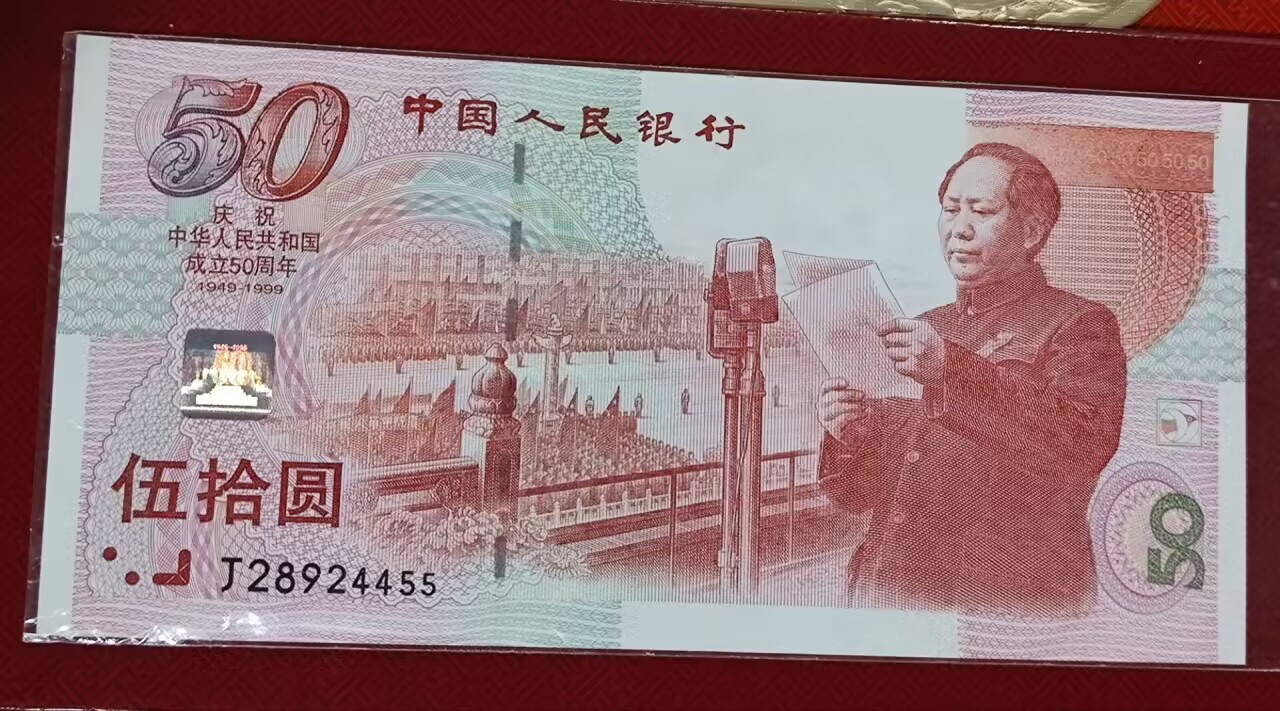 50
中国人民银行
庆祝
中华人民共和国
成立50周年
1949-1999
伍拾圆
J28924455
50